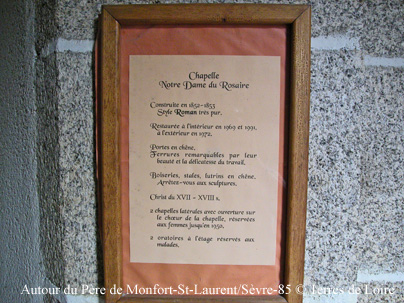 Chapelle
Notre Dame du Rosaire
Construite en 1852-1853
Style Roman très pur.
Restaurée à l'intérieur en 1969 et 1991,
à l'extérieur en 1972.
Portes en chêne.
Ferrures remarquables par leur
beauté et la délicatesse du travail.
Boiseries, stalles, lutrins en chêne.
Arrêtez-vous aux sculptures.
Christ du XVII - XVIII s.
2 chapelles latérales avec ouverture sur
le chœur de la chapelle, réservées
aux femmes jusqu'en 1952.
2 oratoires à l'étage réservés aux
malades.
Autour du Père de Monfort-St-Laurent/Sèvre-85 © Terres de Loire